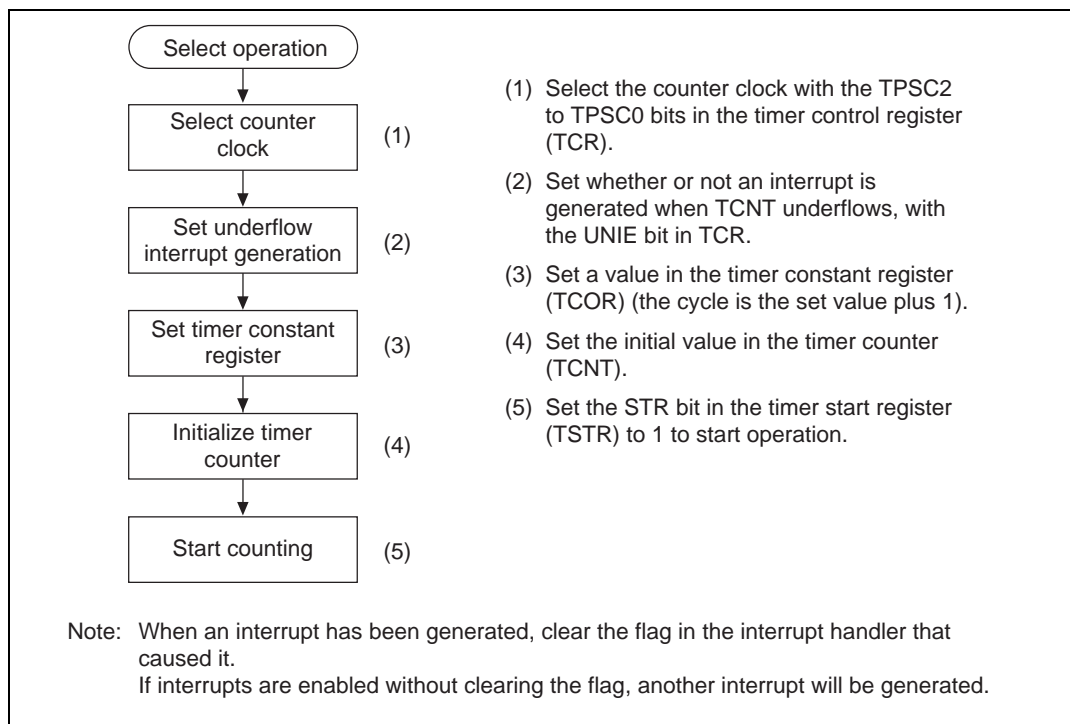 Select operation
Select counter
clock
(1)
Set underflow
interrupt generation
(2)
Set timer constant
register
(3)
Initialize timer
counter
(4)
Start counting
(5)
(1) Select the counter clock with the TPSC2
to TPSC0 bits in the timer control register
(TCR).
(2) Set whether or not an interrupt is
generated when TCNT underflows, with
the UNIE bit in TCR.
(3) Set a value in the timer constant register
(TCOR) (the cycle is the set value plus 1).
(4) Set the initial value in the timer counter
(TCNT).
(5) Set the STR bit in the timer start register
(TSTR) to 1 to start operation.
Note: When an interrupt has been generated, clear the flag in the interrupt handler that
caused it.
If interrupts are enabled without clearing the flag, another interrupt will be generated.